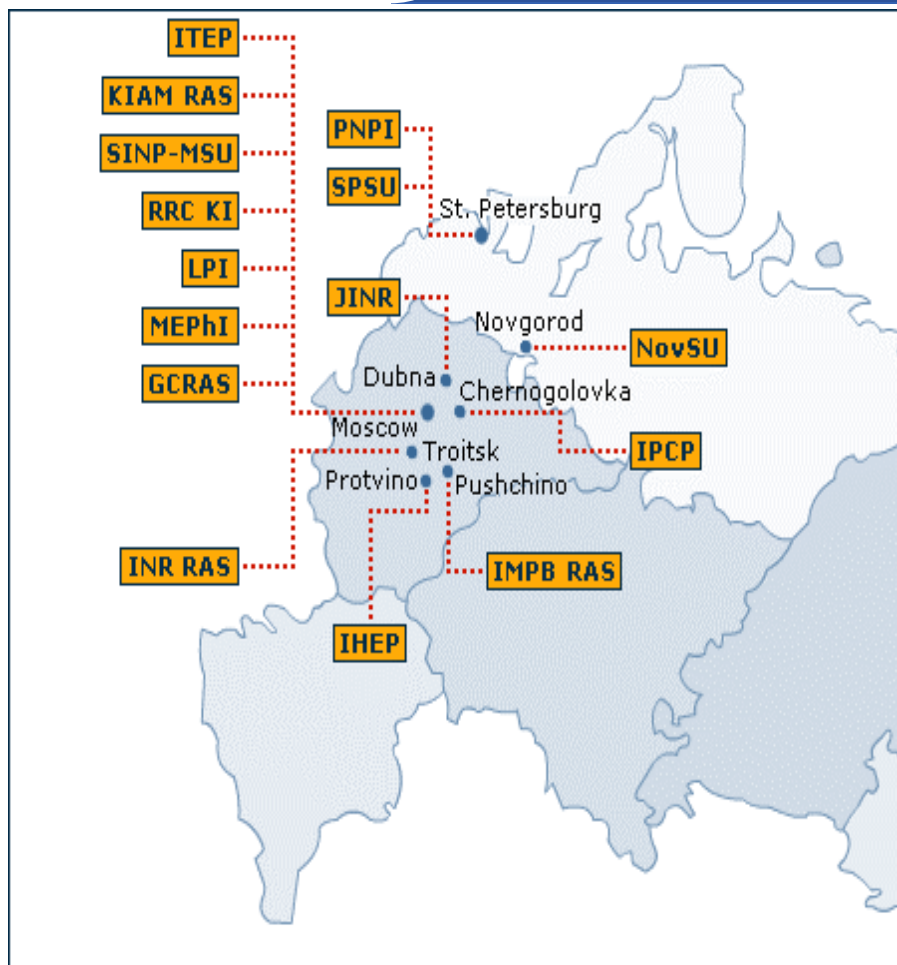 ITEP
KIAM RAS
SINP-MSU
RRC KI
LPI
MEPhI
GCRAS
PNPI
SPSU
St. Petersburg
JINR
Novgorod
NovSU
Dubna
Chernogolovka
Moscow
IPCP
Troitsk
Protvino
Pushchino
INR RAS
IMPB RAS
IHEP